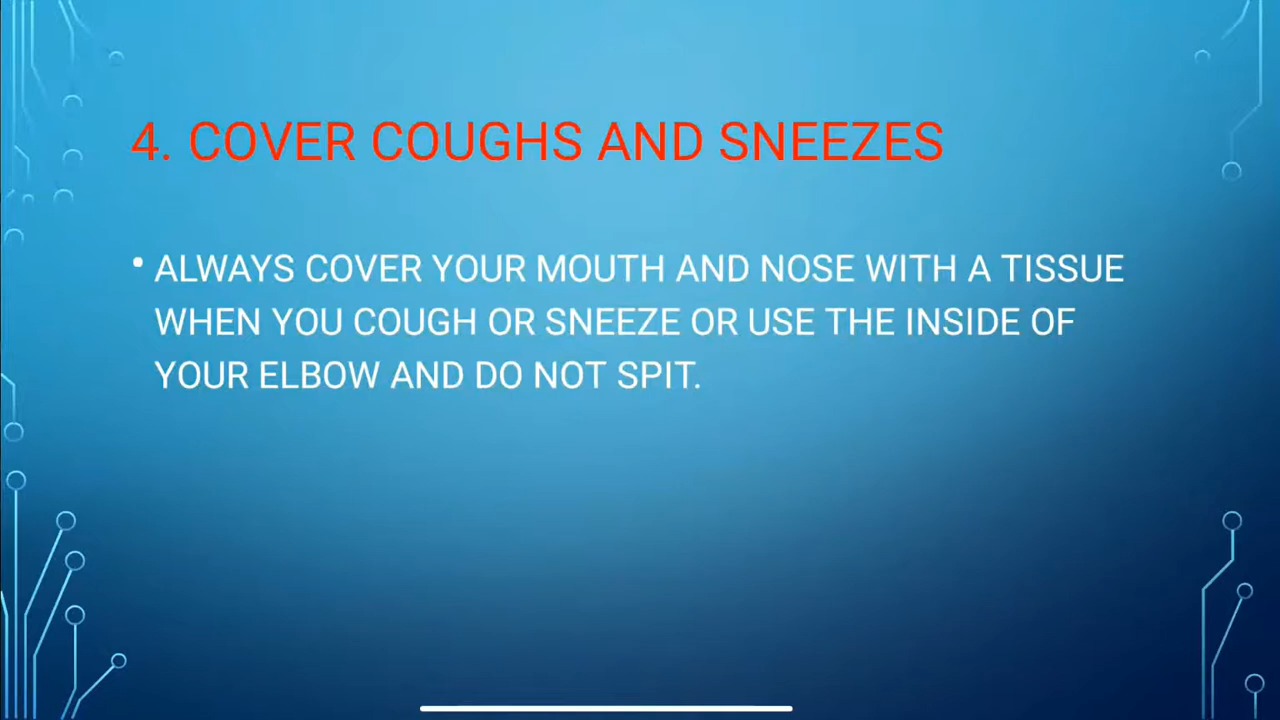 4. COVER COUGHS AND SNEEZES
• ALWAYS COVER YOUR MOUTH AND NOSE WITH A TISSUE
WHEN YOU COUGH OR SNEEZE OR USE THE INSIDE OF
YOUR ELBOW AND DO NOT SPIT.